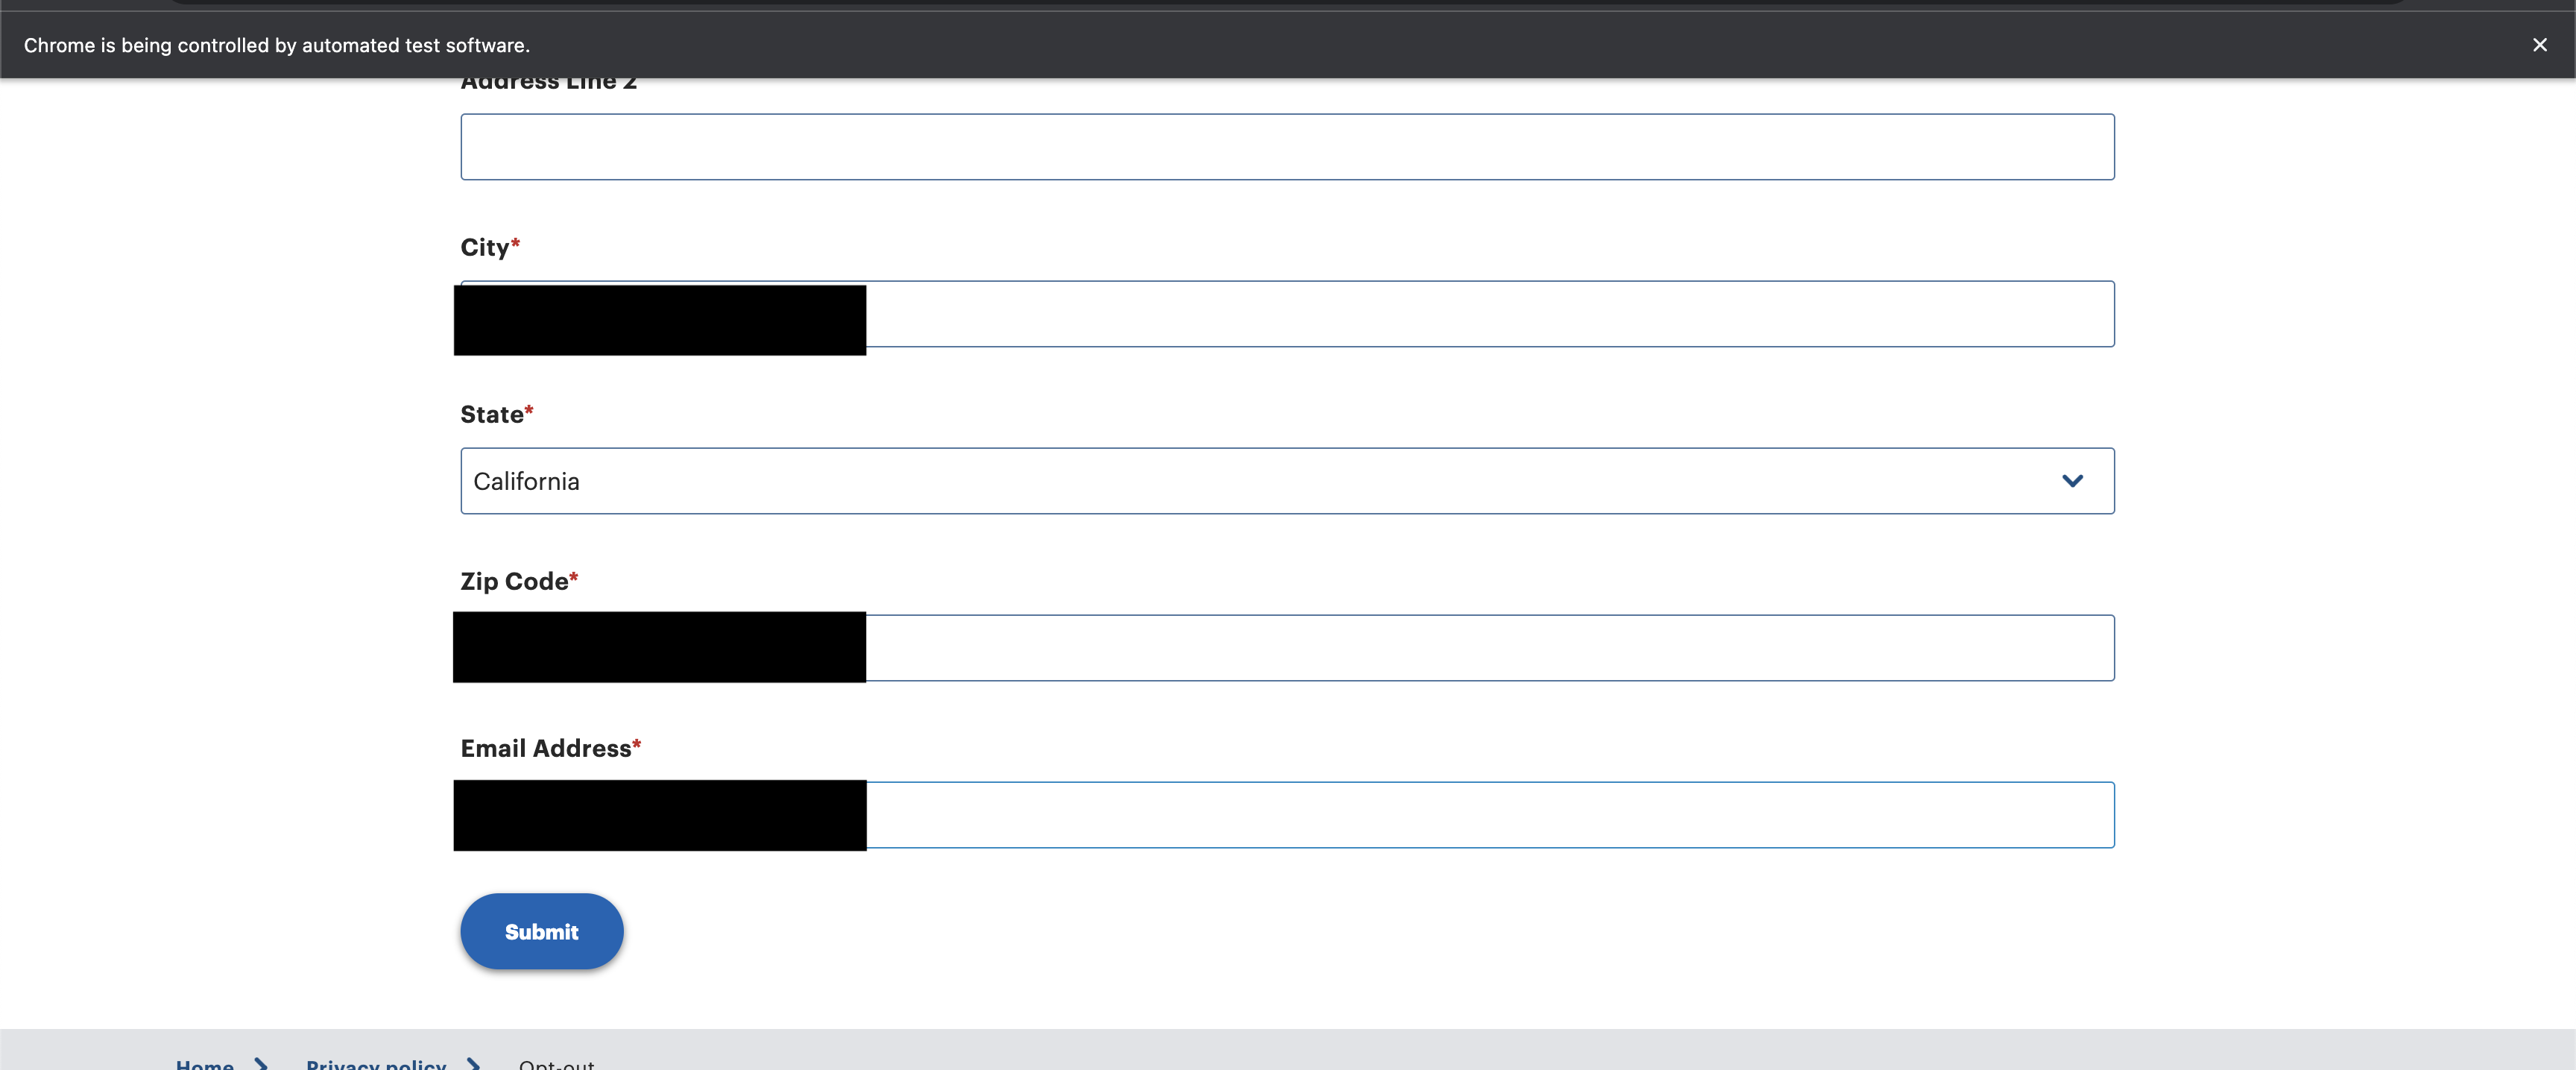 Chrome is being controlled by automated test software.
Address Line 2
City*
State*
California
Zip Code*
Email Address*
Submit
Home
Privacy policy
Opt-out